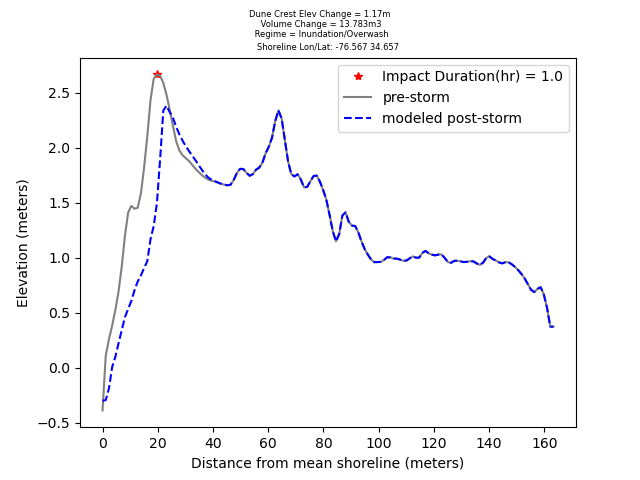 Dune Crest Elev Change = 1.17m
Volume Change = 13.783m3
Regime = Inundation/Overwash
Shoreline Lon/Lat: -76.567 34.657
Impact Duration(hr) = 1.0
pre-storm
modeled post-storm
Elevation (meters)
2.5
2.0
1.5
1.0
0.5
0.0
−0.5
0 20 40 60 80 100 120 140 160
Distance from mean shoreline (meters)